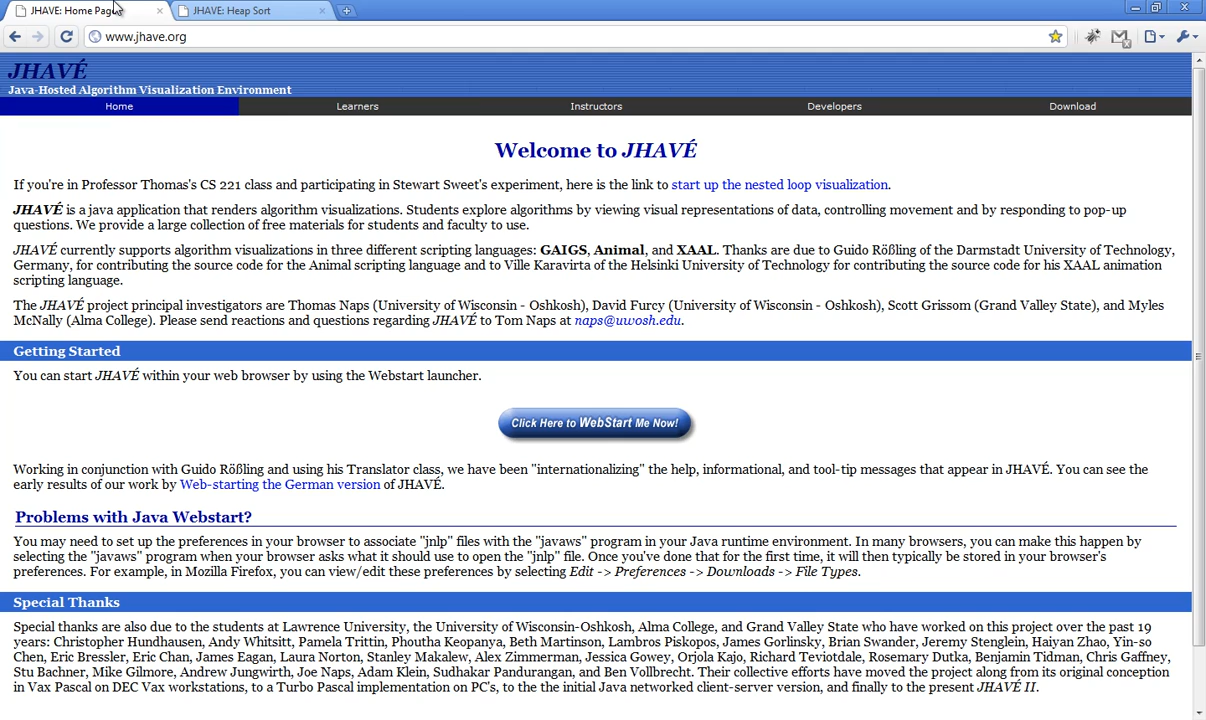 JHAVE: Home Page
JHAVE: Heap Sort
www.jhave.org
JHAVÉ
Java-Hosted Algorithm Visualization Environment
Home Learners Instructors Developers Download
Welcome to JHAVÉ
If you're in Professor Thomas's CS 221 class and participating in Stewart Sweet's experiment, here is the link to start up the nested loop visualization.
JHAVÉ is a java application that renders algorithm visualizations. Students explore algorithms by viewing visual representations of data, controlling movement and by responding to pop-up
questions. We provide a large collection of free materials for students and faculty to use.
JHAVÉ currently supports algorithm visualizations in three different scripting languages: GAIGS, Animal, and XAAL. Thanks are due to Guido Rößling of the Darmstadt University of Technology,
Germany, for contributing the source code for the Animal scripting language and to Ville Karavirta of the Helsinki University of Technology for contributing the source code for his XAAL animation
scripting language.
The JHAVÉ project principal investigators are Thomas Naps (University of Wisconsin - Oshkosh), David Furcy (University of Wisconsin - Oshkosh), Scott Grissom (Grand Valley State), and Myles
McNally (Alma College). Please send reactions and questions regarding JHAVÉ to Tom Naps at naps@uwosh.edu.
Getting Started
You can start JHAVÉ within your web browser by using the Webstart launcher.
Click Here to WebStart Me Now!
Working in conjunction with Guido Rößling and using his Translator class, we have been "internationalizing" the help, informational, and tool-tip messages that appear in JHAVÉ. You can see the
early results of our work by Web-starting the German version of JHAVÉ.
Problems with Java Webstart?
You may need to set up the preferences in your browser to associate "jnlp" files with the "javaws" program in your Java runtime environment. In many browsers, you can make this happen by
selecting the "javaws" program when your browser asks what it should use to open the "jnlp" file. Once you've done that for the first time, it will then typically be stored in your browser's
preferences. For example, in Mozilla Firefox, you can view/edit these preferences by selecting Edit -> Preferences -> Downloads -> File Types.
Special Thanks
Special thanks are also due to the students at Lawrence University, the University of Wisconsin-Oshkosh, Alma College, and Grand Valley State who have worked on this project over the past 19
years: Christopher Hundhausen, Andy Whitsitt, Pamela Trittin, Phoutha Keopanya, Beth Martinson, Lambros Piskopos, James Gorlinsky, Brian Swander, Jeremy Stenglein, Haiyan Zhao, Yin-so
Chen, Eric Bressler, Eric Chan, James Eagan, Laura Norton, Stanley Makalew, Alex Zimmerman, Jessica Gowey, Orjola Kajo, Richard Teviotdale, Rosemary Dutka, Benjamin Tidman, Chris Gaffney,
Stu Bachner, Mike Gilmore, Andrew Jungwirth, Joe Naps, Adam Klein, Sudhakar Pandurangan, and Ben Vollbrecht. Their collective efforts have moved the project along from its original conception
in Vax Pascal on DEC Vax workstations, to a Turbo Pascal implementation on PC's, to the the initial Java networked client-server version, and finally to the present JHAVÉ II.